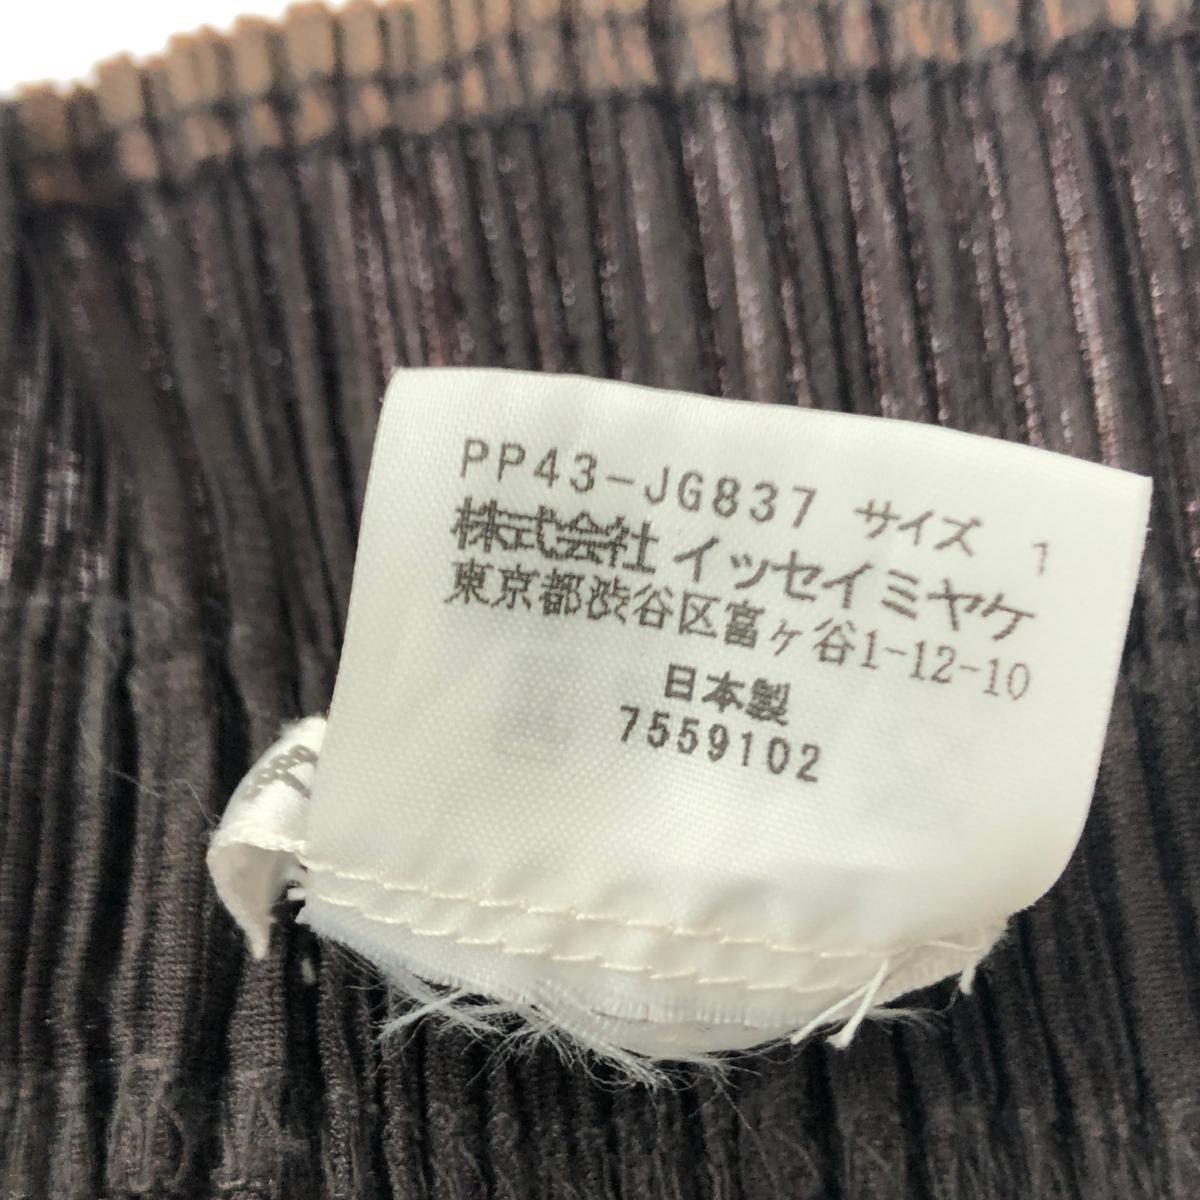 PP43-JG837 サイズ 1
株式会社 イッセイミヤケ
東京都渋谷区富ヶ谷1-12-10
日本製
7559102